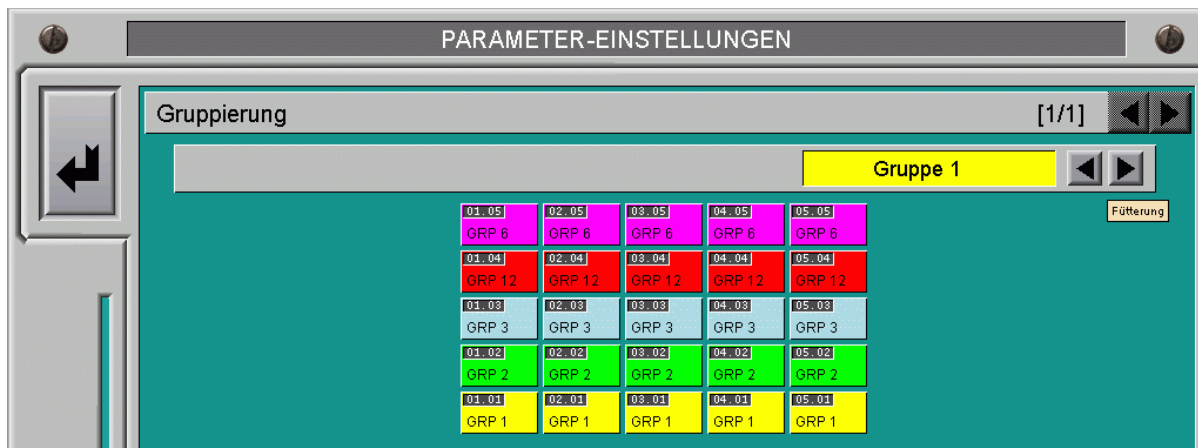 PARAMETER-EINSTELLUNGEN
Gruppierung [1/1]
Gruppe 1
Fütterung
01.05 02.05 03.05 04.05 05.05
GRP 6 GRP 6 GRP 6 GRP 6 GRP 6
01.04 02.04 03.04 04.04 05.04
GRP 12 GRP 12 GRP 12 GRP 12 GRP 12
01.03 02.03 03.03 04.03 05.03
GRP 3 GRP 3 GRP 3 GRP 3 GRP 3
01.02 02.02 03.02 04.02 05.02
GRP 2 GRP 2 GRP 2 GRP 2 GRP 2
01.01 02.01 03.01 04.01 05.01
GRP 1 GRP 1 GRP 1 GRP 1 GRP 1